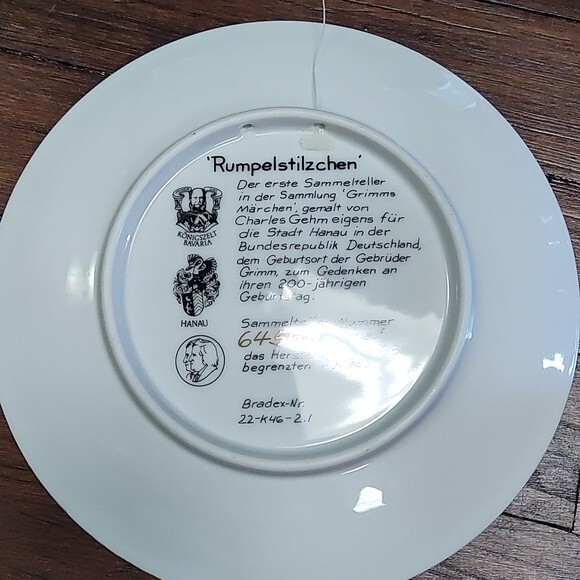 'Rumpelstilzchen'
Der erste Sammelteller
in der Sammlung 'Grimms
Märchen', gemalt von
Charles Gehm eigens für
die Stadt Hanau in der
Bundesrepublik Deutschland,
dem Geburtsort der Gebrüder
Grimm, zum Gedenken an
ihren 200-jährigen
Geburtstag.
KÖNIGSZELT
BAVARIA
HANAU
Sammelteller Nummer
das
begrenzten
Bradex-Nr.
22-K46-2.1